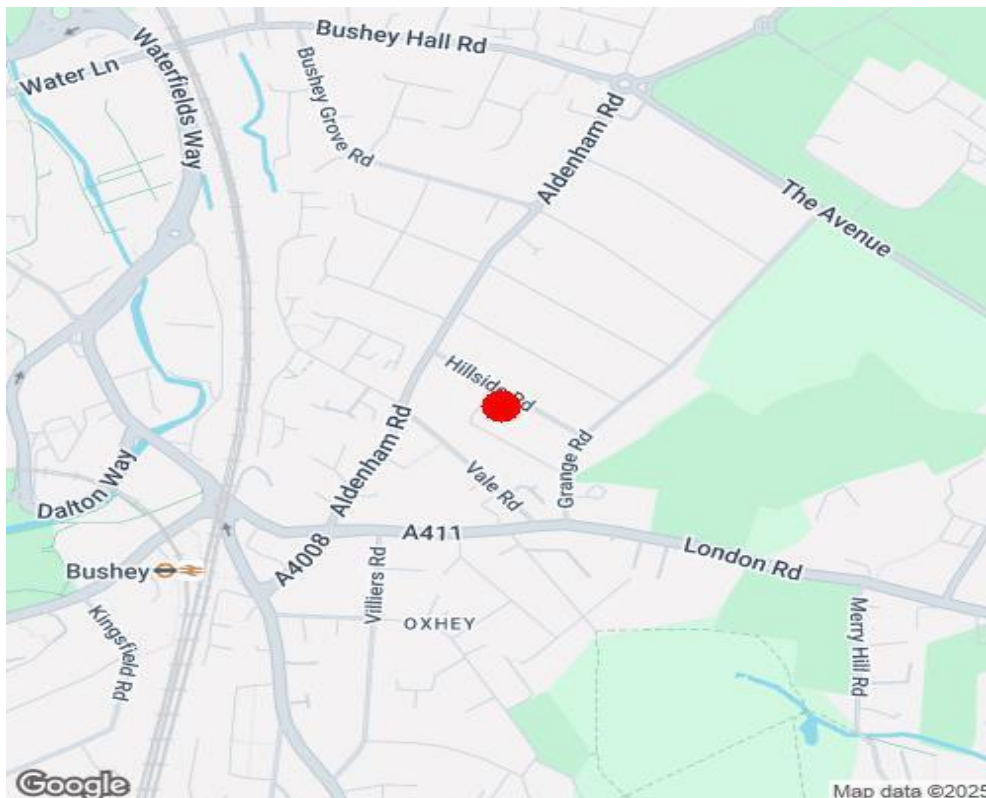 Bushey Hall Rd
Water Ln
Waterfields Way
Bushey Grove Rd
Aldenham Rd
The Avenue
Hillside Rd
Aldenham Rd
Grange Rd
Vale Rd
Dalton Way
A411
A4008
London Rd
Bushey
Villiers Rd
OXHEY
Kingsfield Rd
Merry Hill Rd
Google
Map data ©2025